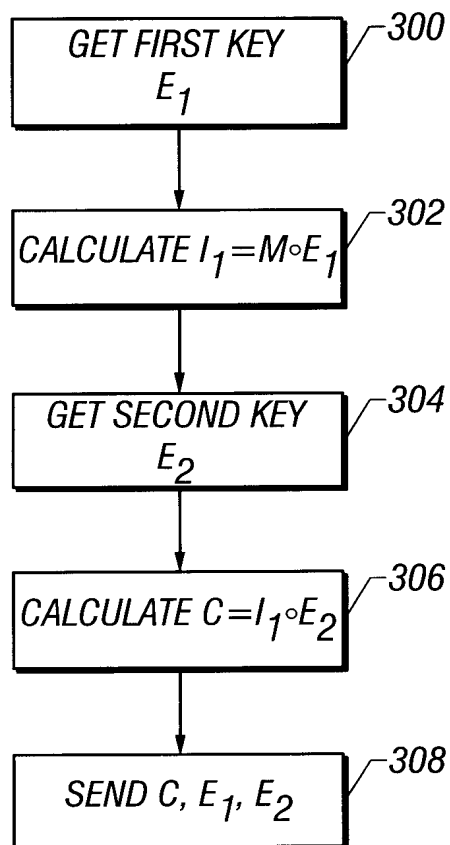 GET FIRST KEY
E1
300
CALCULATE I1=M∘E1
302
GET SECOND KEY
E2
304
CALCULATE C=I1∘E2
306
SEND C, E1, E2
308